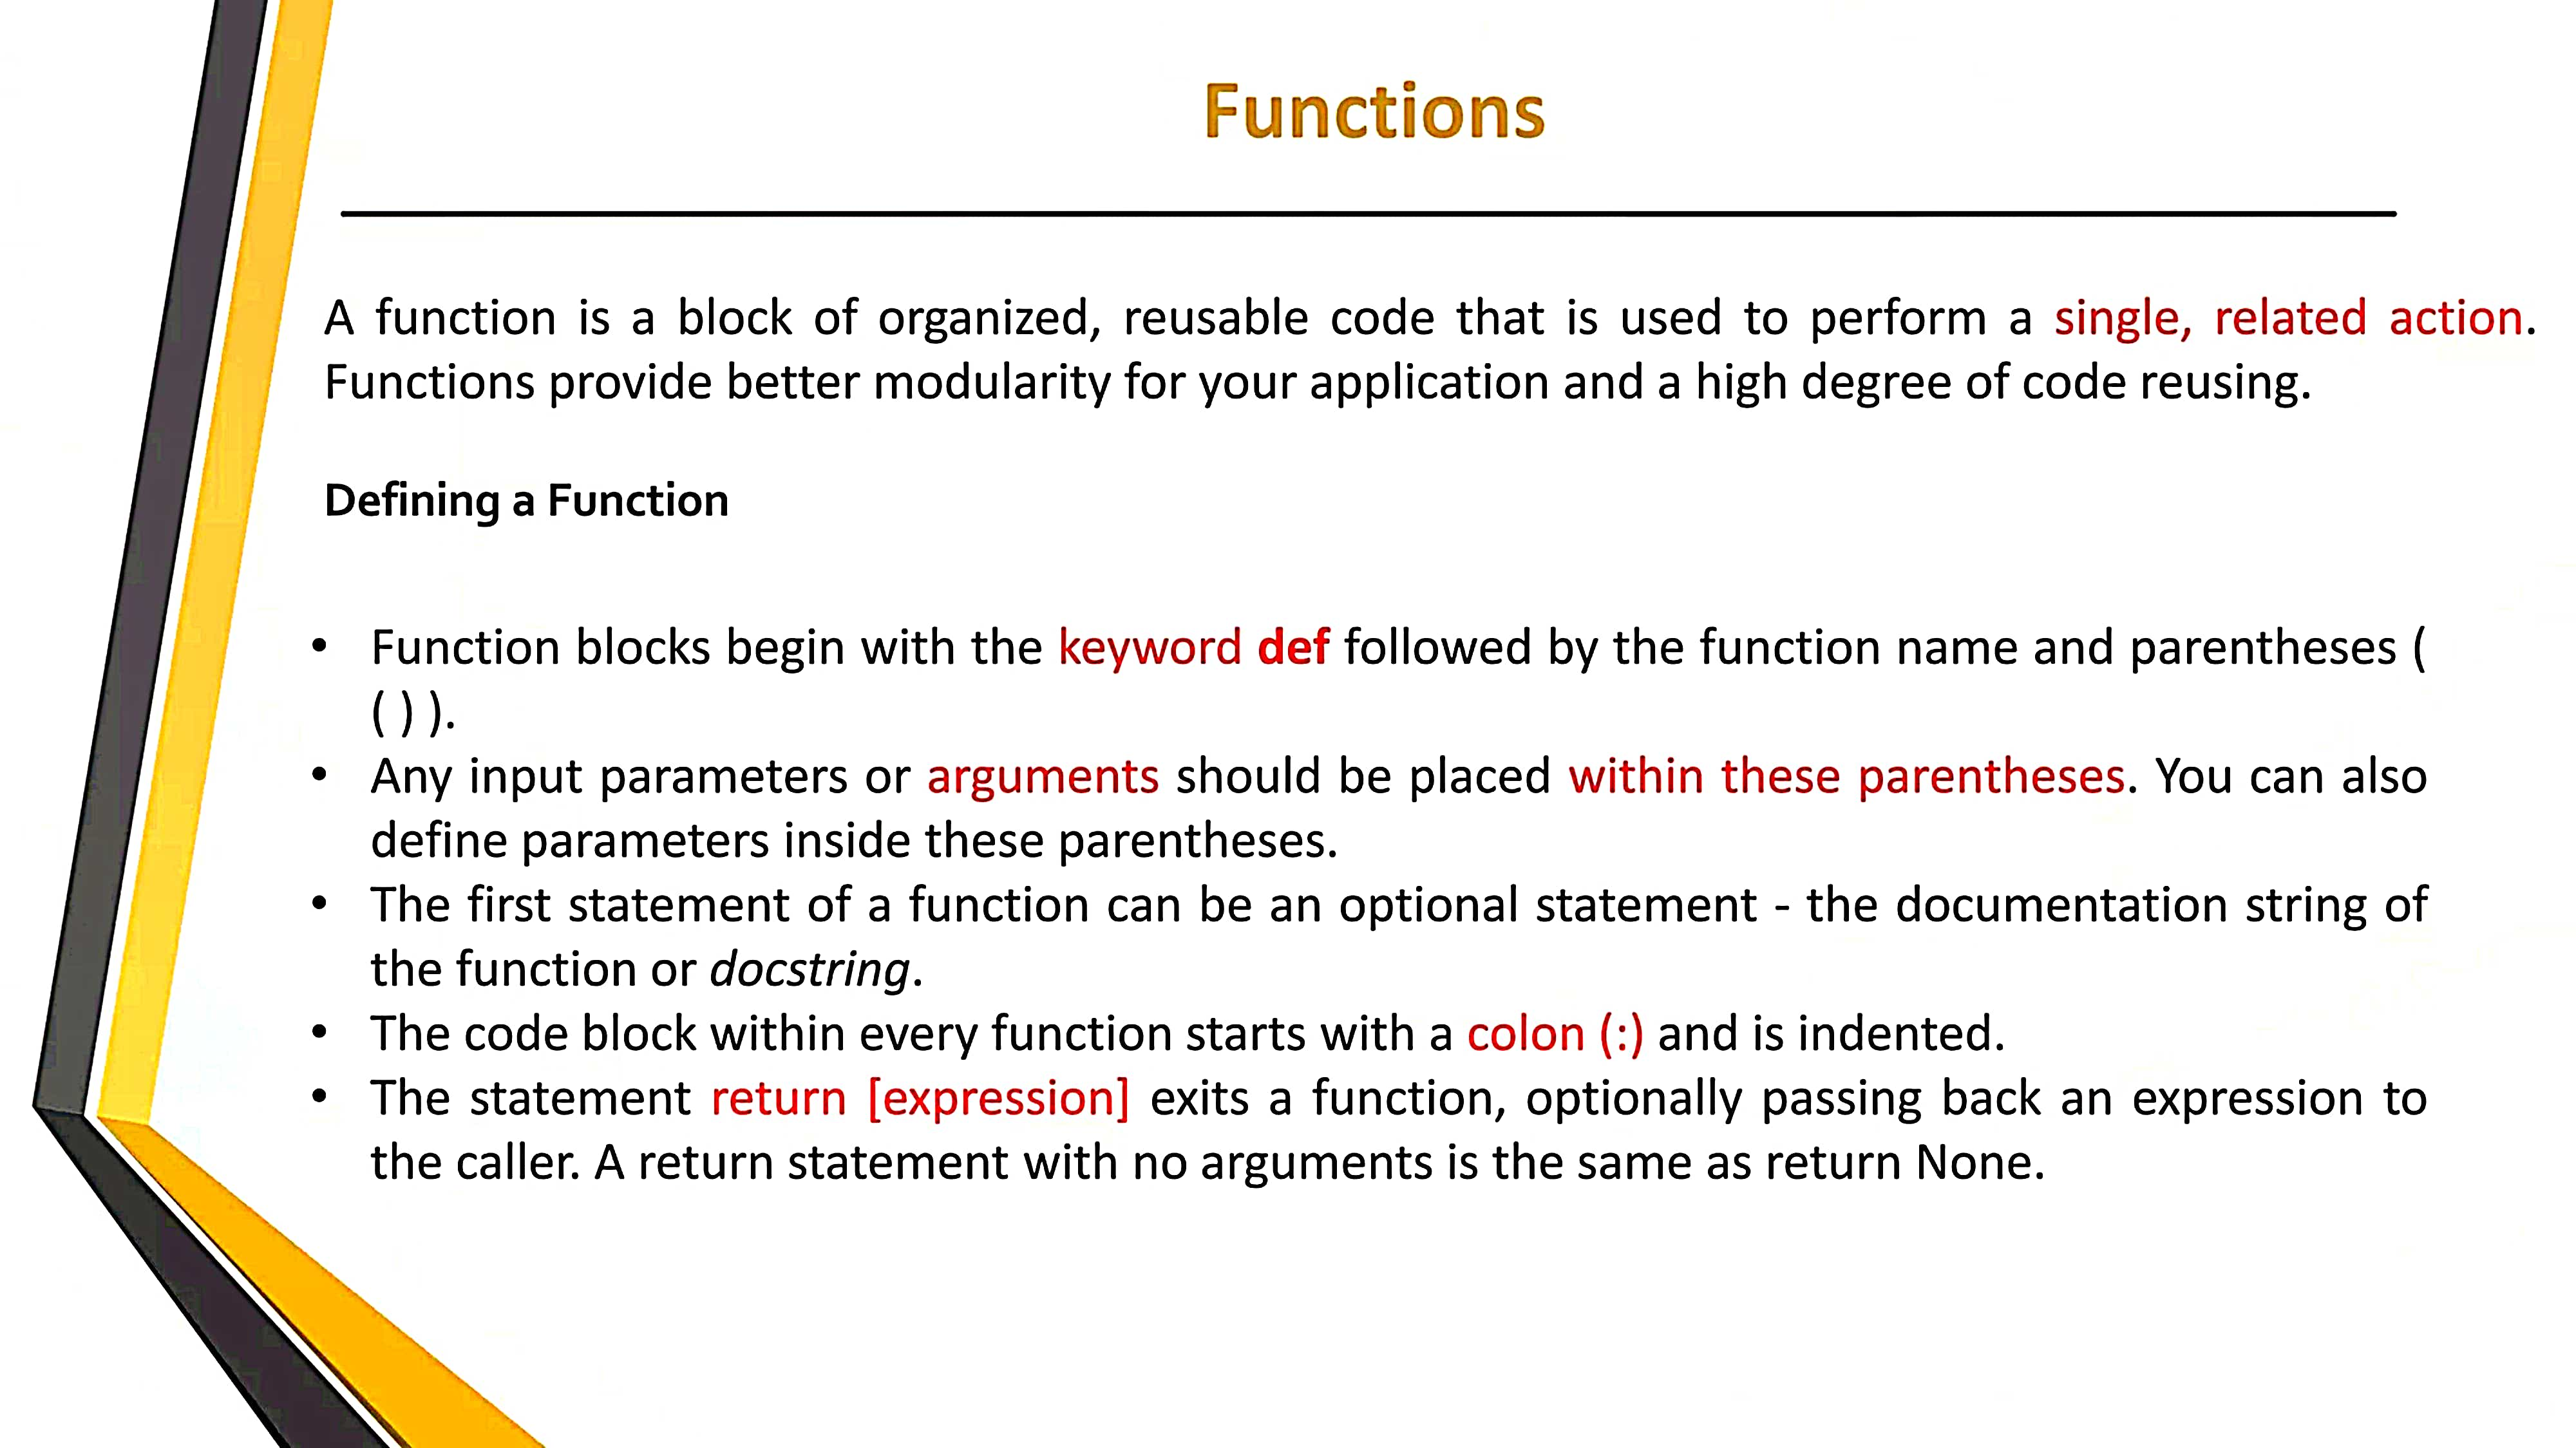 Functions
A function is a block of organized, reusable code that is used to perform a single, related action.
Functions provide better modularity for your application and a high degree of code reusing.
Defining a Function
• Function blocks begin with the keyword def followed by the function name and parentheses (
( ) ).
• Any input parameters or arguments should be placed within these parentheses. You can also
define parameters inside these parentheses.
• The first statement of a function can be an optional statement - the documentation string of
the function or docstring.
• The code block within every function starts with a colon (:) and is indented.
• The statement return [expression] exits a function, optionally passing back an expression to
the caller. A return statement with no arguments is the same as return None.